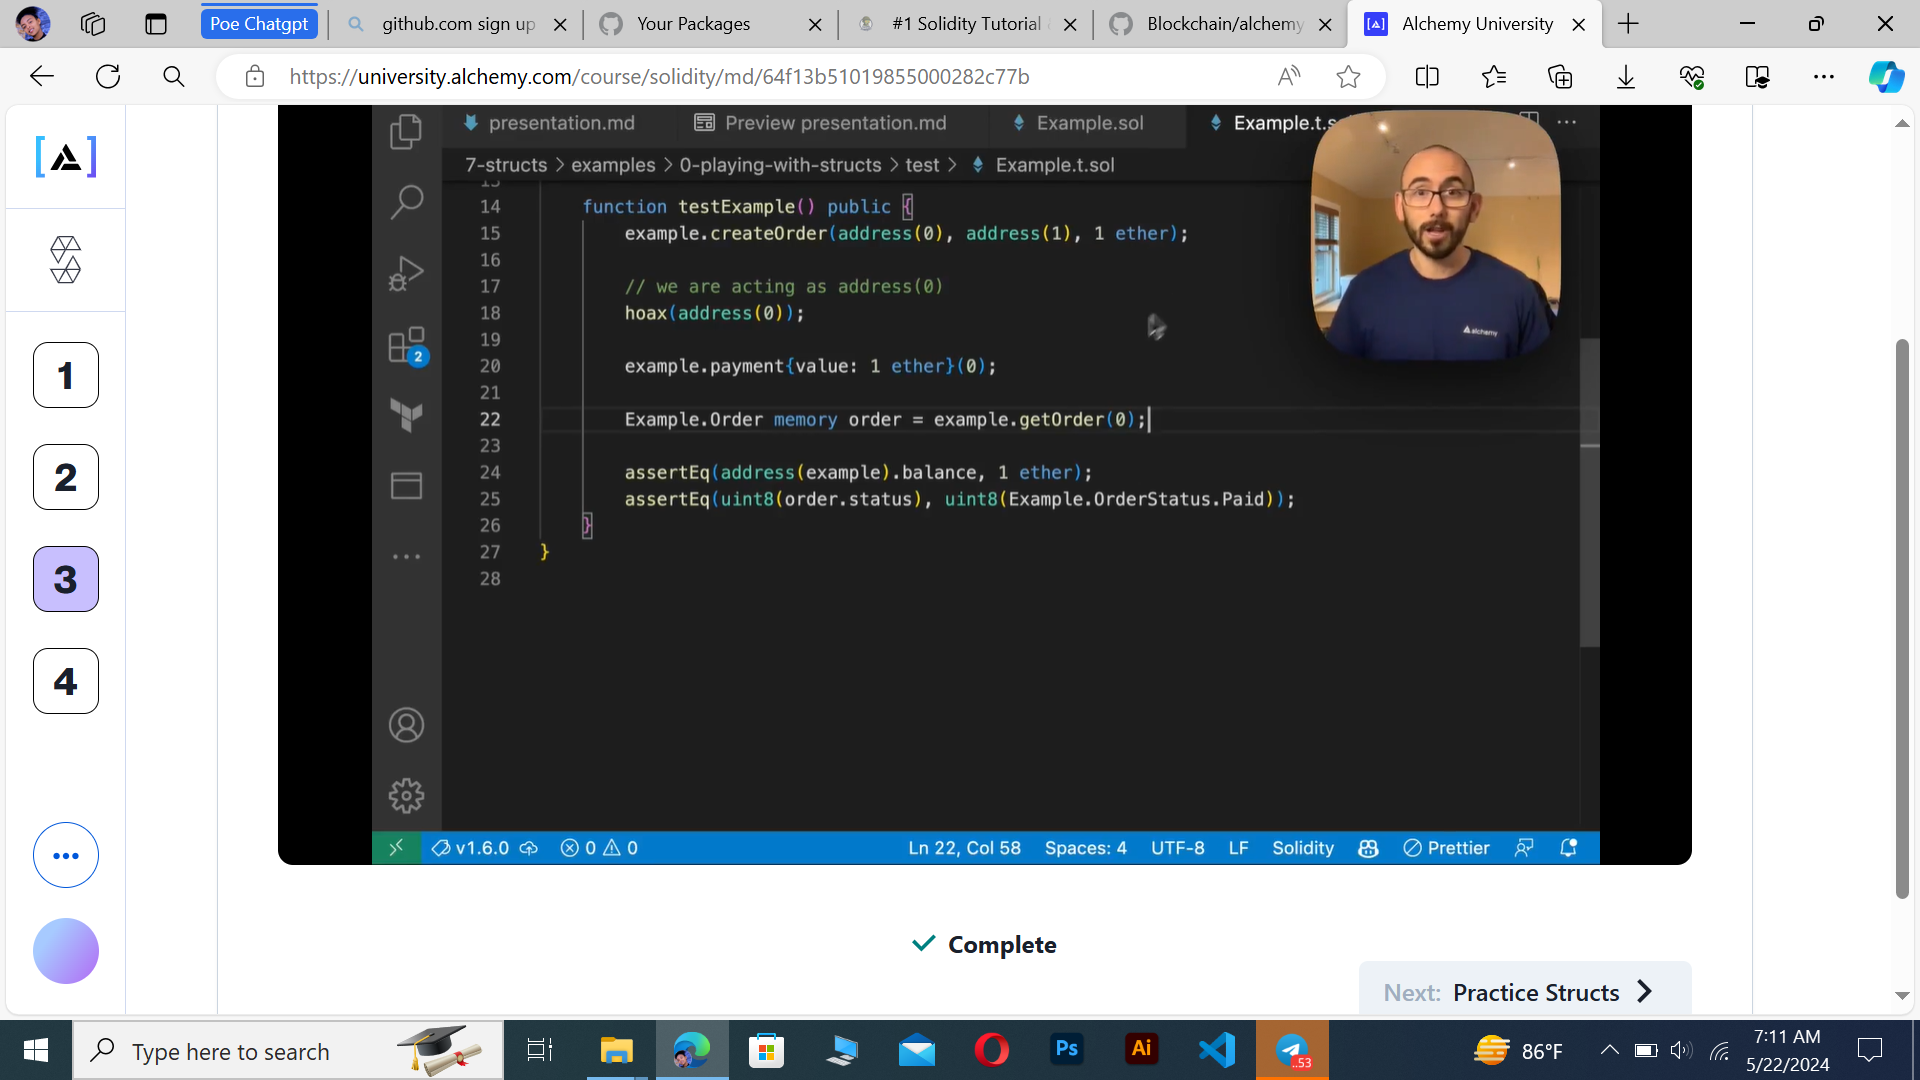 Poe Chatgpt
github.com sign up
Your Packages
#1 Solidity Tutorial
Blockchain/alchemy
Alchemy University
https://university.alchemy.com/course/solidity/md/64f13b51019855000282c77b
presentation.md
Preview presentation.md
Example.sol
Example.t.s
7-structs > examples > 0-playing-with-structs > test > Example.t.sol
13
14 function testExample() public {
15 example.createOrder(address(0), address(1), 1 ether);
16
17 // we are acting as address(0)
18 hoax(address(0));
19
20 example.payment{value: 1 ether}(0);
21
22 Example.Order memory order = example.getOrder(0);
23
24 assertEq(address(example).balance, 1 ether);
25 assertEq(uint8(order.status), uint8(Example.OrderStatus.Paid));
26 }
27 }
28
2
alchemy
1
2
3
4
v1.6.0
0 0
Ln 22, Col 58
Spaces: 4
UTF-8
LF
Solidity
Prettier
Complete
Next: Practice Structs
Type here to search
Ps
Ai
53
86°F
7:11 AM
5/22/2024